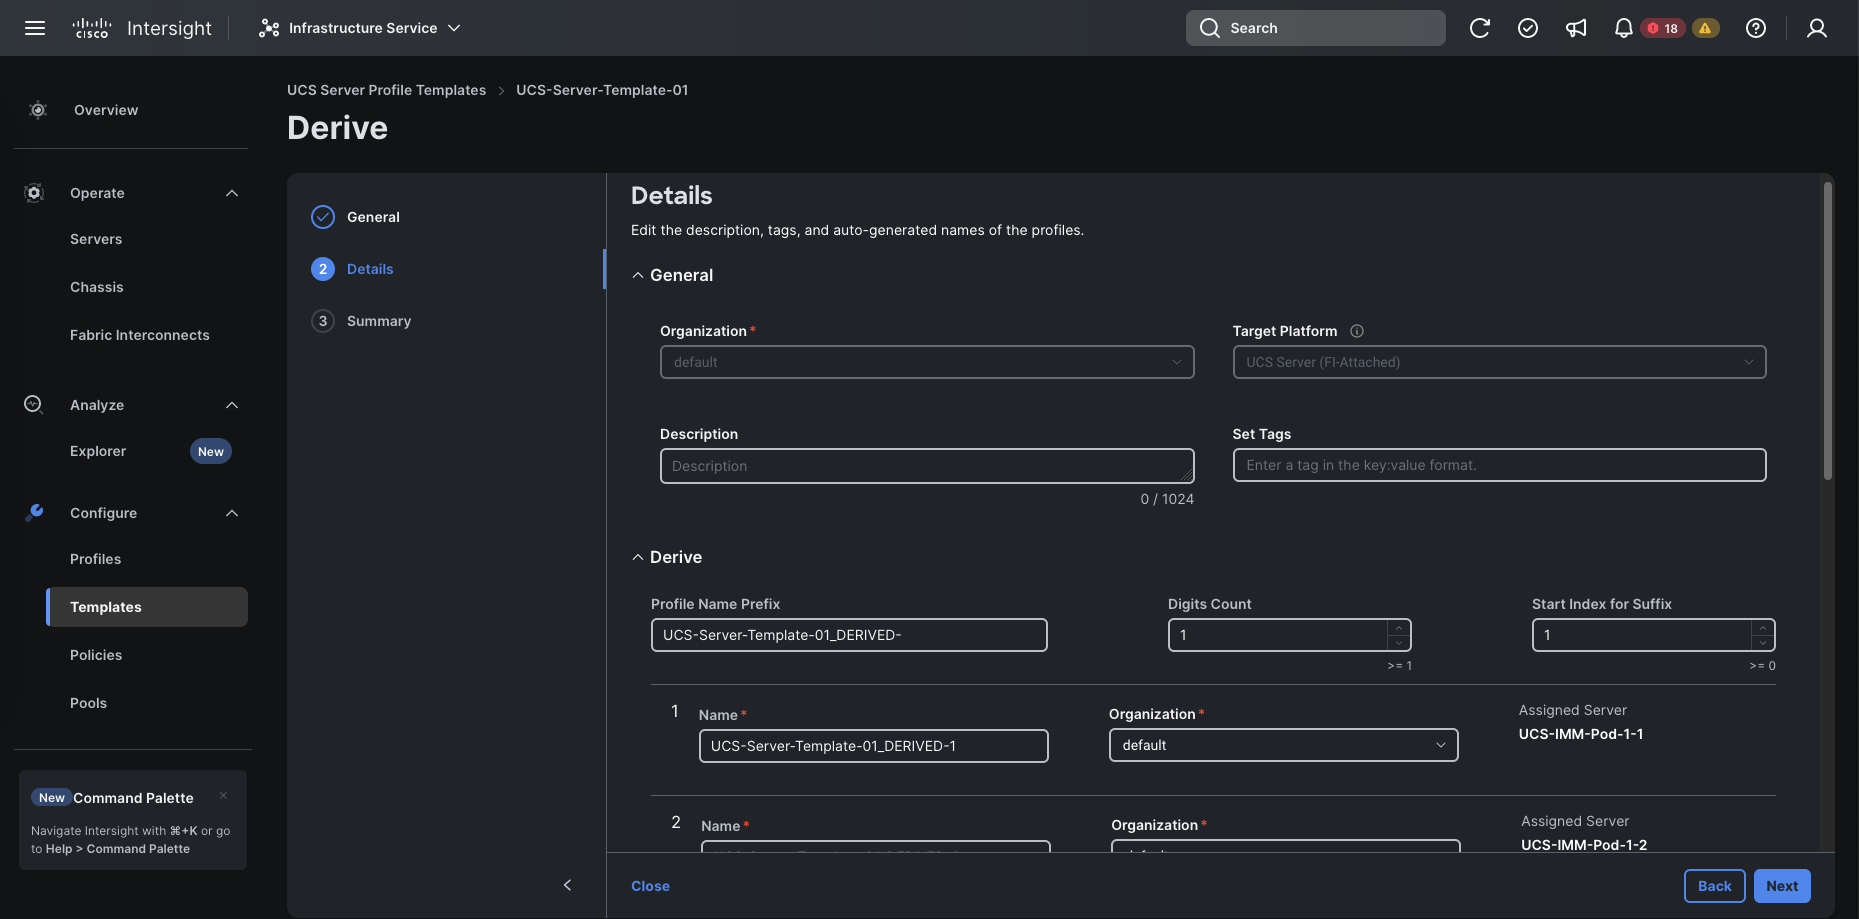 cisco Intersight
Infrastructure Service
Search
18
Overview
Operate
Servers
Chassis
Fabric Interconnects
Analyze
Explorer New
Configure
Profiles
Templates
Policies
Pools
New Command Palette
Navigate Intersight with ⌘+K or go
to Help > Command Palette
UCS Server Profile Templates > UCS-Server-Template-01
Derive
General
2 Details
3 Summary
Details
Edit the description, tags, and auto-generated names of the profiles.
General
Organization * Target Platform
default UCS Server (FI-Attached)
Description Set Tags
Description Enter a tag in the key:value format.
0 / 1024
Derive
Profile Name Prefix Digits Count Start Index for Suffix
UCS-Server-Template-01_DERIVED- 1 1
>= 1 >= 0
1 Name * Organization * Assigned Server
UCS-Server-Template-01_DERIVED-1 default UCS-IMM-Pod-1-1
2 Name * Organization * Assigned Server
UCS-IMM-Pod-1-2
Close Back Next